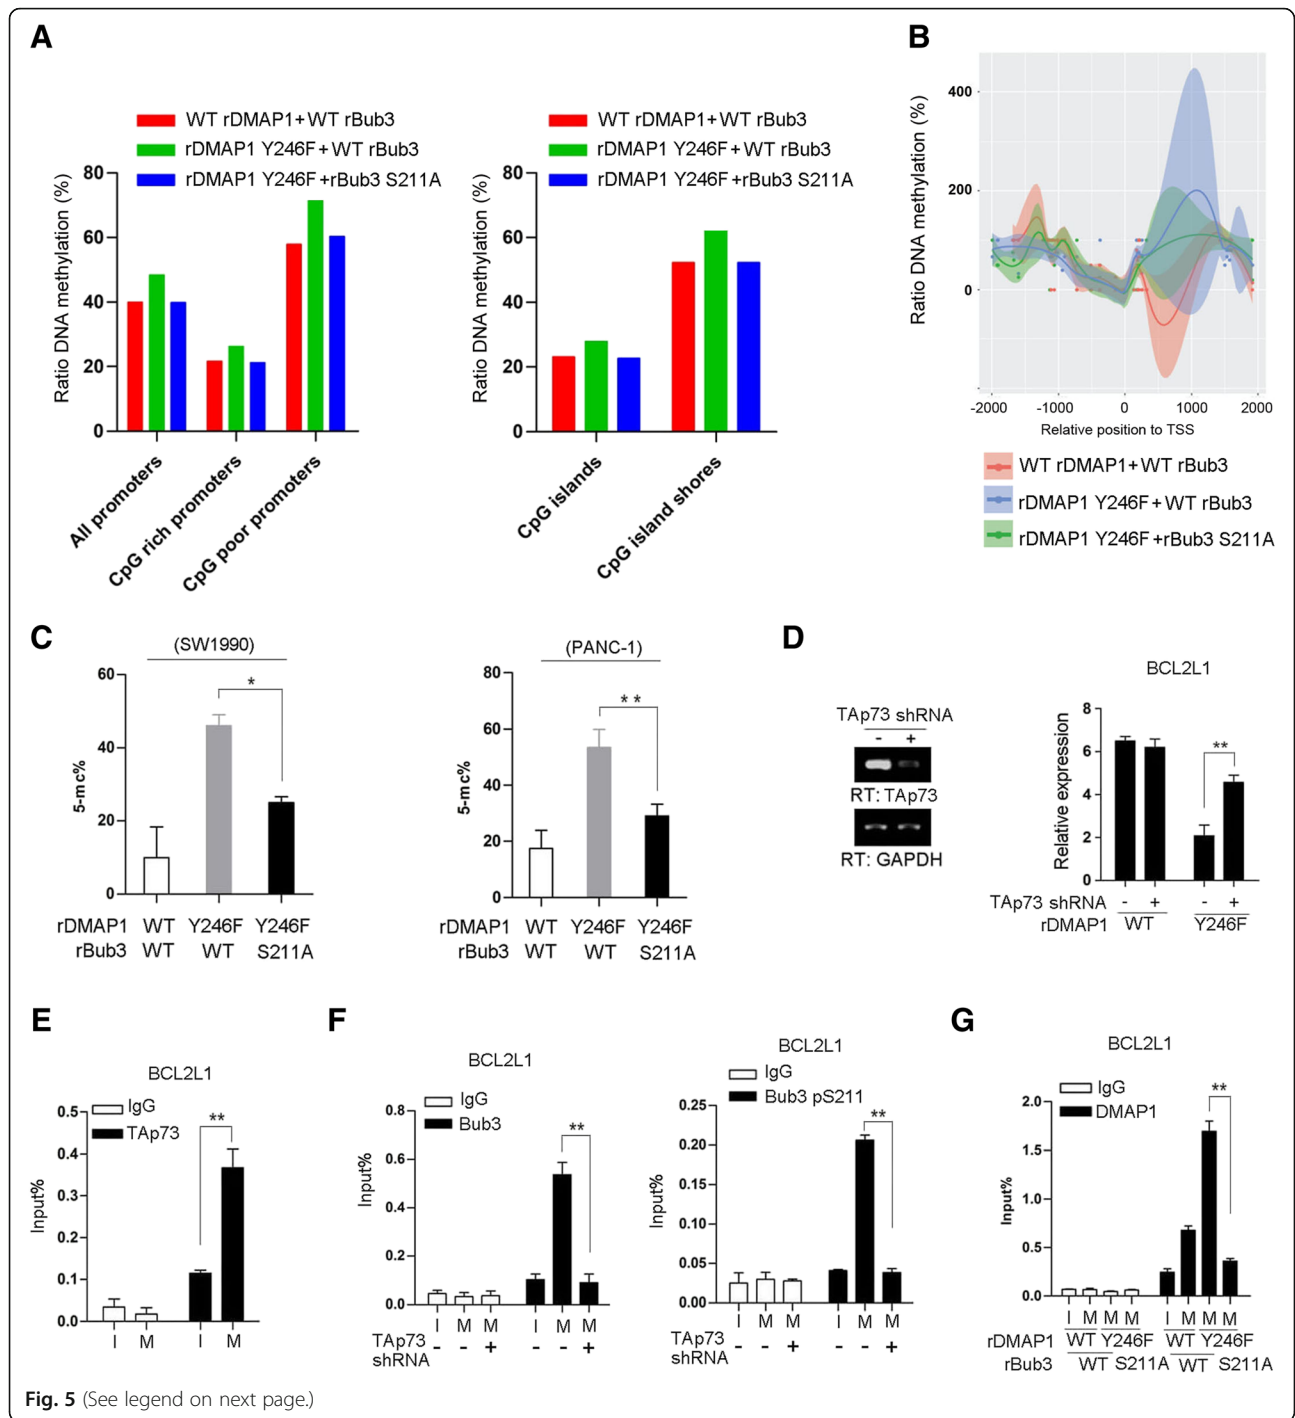 A
WT rDMAP1+WT rBub3
rDMAP1 Y246F+WT rBub3
rDMAP1 Y246F+rBub3 S211A
Ratio DNA methylation (%)
80
60
40
20
0
All promoters
CpG rich promoters
CpG poor promoters
WT rDMAP1+WT rBub3
rDMAP1 Y246F+WT rBub3
rDMAP1 Y246F+rBub3 S211A
Ratio DNA methylation (%)
80
60
40
20
0
CpG islands
CpG island shores
B
Ratio DNA methylation (%)
400
200
0
-2000 -1000 0 1000 2000
Relative position to TSS
WT rDMAP1+WT rBub3
rDMAP1 Y246F+WT rBub3
rDMAP1 Y246F+rBub3 S211A
C
(SW1990)
5-mc%
60
40
20
0
*
rDMAP1 WT Y246F Y246F
rBub3 WT WT S211A
(PANC-1)
5-mc%
80
60
40
20
0
**
rDMAP1 WT Y246F Y246F
rBub3 WT WT S211A
D
TAp73 shRNA
- +
RT: TAp73
RT: GAPDH
BCL2L1
Relative expression
8
6
4
2
0
**
TAp73 shRNA - + - +
rDMAP1 WT Y246F
E
BCL2L1
IgG
TAp73
Input%
0.5
0.4
0.3
0.2
0.1
0.0
**
I M I M
F
BCL2L1
IgG
Bub3
Input%
0.8
0.6
0.4
0.2
0.0
**
I M M I M M
TAp73 shRNA - - + - - +
BCL2L1
IgG
Bub3 pS211
Input%
0.25
0.20
0.15
0.10
0.05
0.00
**
I M M I M M
TAp73 shRNA - - + - - +
G
BCL2L1
IgG
DMAP1
Input%
2.0
1.5
1.0
0.5
0.0
**
I M M M I M M M
rDMAP1 WT Y246F WT Y246F
rBub3 WT S211A WT S211A
Fig. 5 (See legend on next page.)